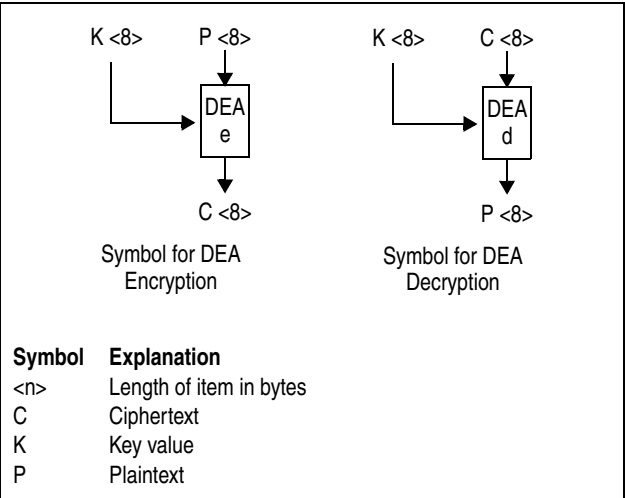 K <8> P <8> K <8> C <8>
DEA DEA
e d
C <8> P <8>
Symbol for DEA Symbol for DEA
Encryption Decryption
Symbol Explanation
<n> Length of item in bytes
C Ciphertext
K Key value
P Plaintext